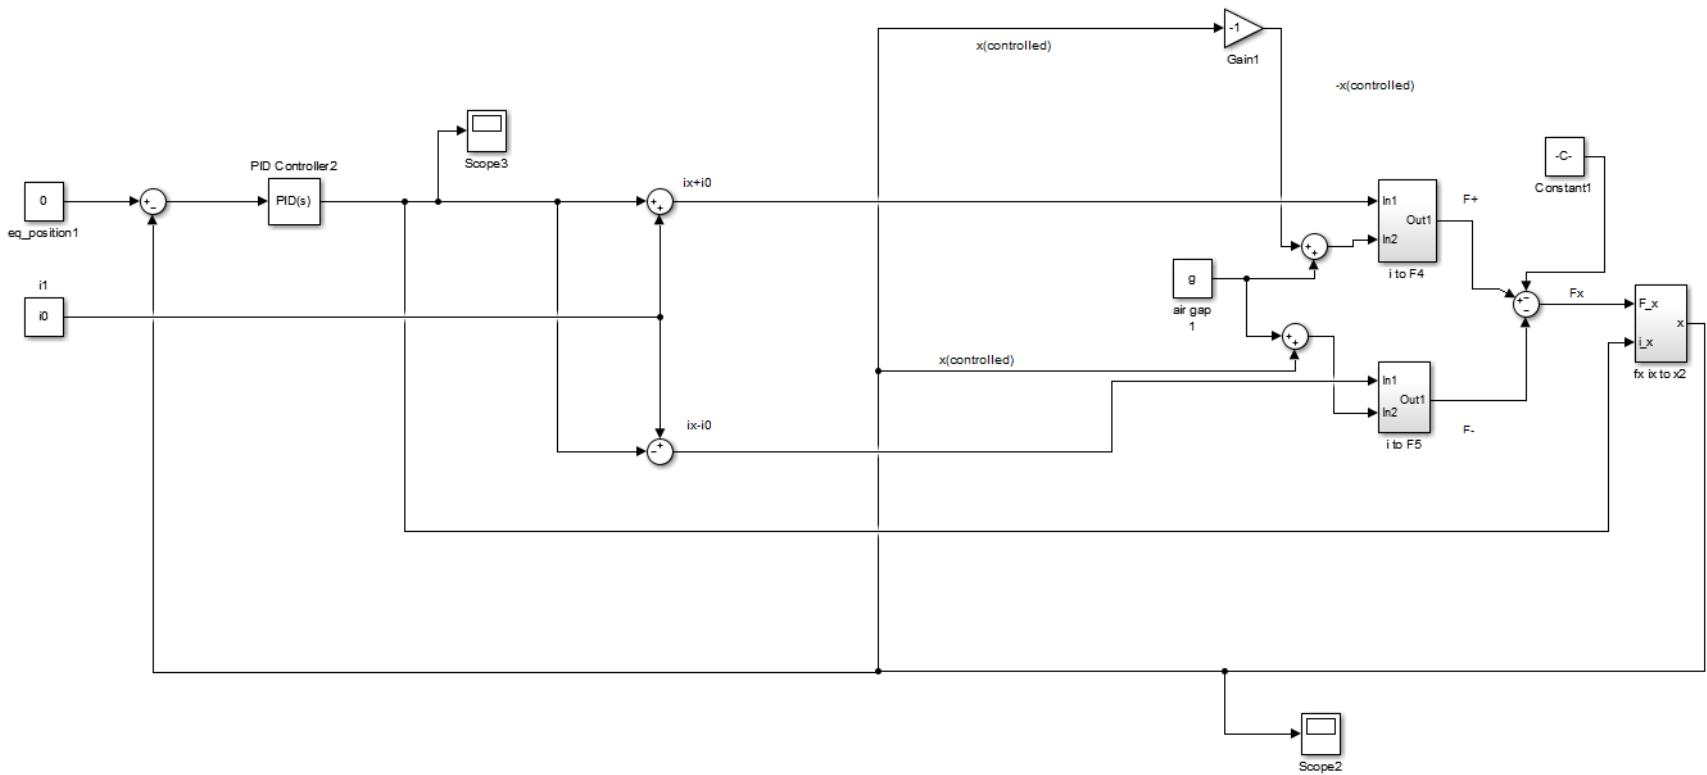 -1
Gain1
x(controlled)
-x(controlled)
Scope3
-C-
Constant1
PID Controller2
0
eq_position1
+
-
PID(s)
ix+i0
+
+
In1
Out1
In2
i to F4
F+
+
+
g
air gap
1
i1
i0
+
-
-
Fx
F_x
x
i_x
fx ix to x2
+
+
x(controlled)
In1
Out1
In2
i to F5
F-
ix-i0
+
-
Scope2